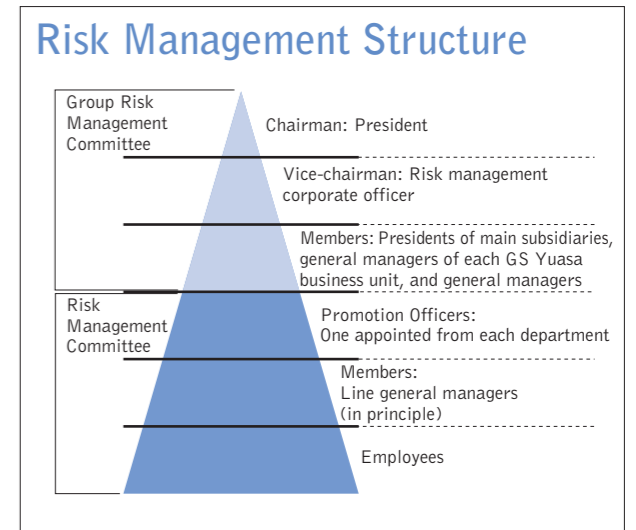 Risk Management Structure
Group Risk
Management
Committee
Chairman: President
Vice-chairman: Risk management
corporate officer
Members: Presidents of main subsidiaries,
general managers of each GS Yuasa
business unit, and general managers
Risk
Management
Committee
Promotion Officers:
One appointed from each department
Members:
Line general managers
(in principle)
Employees